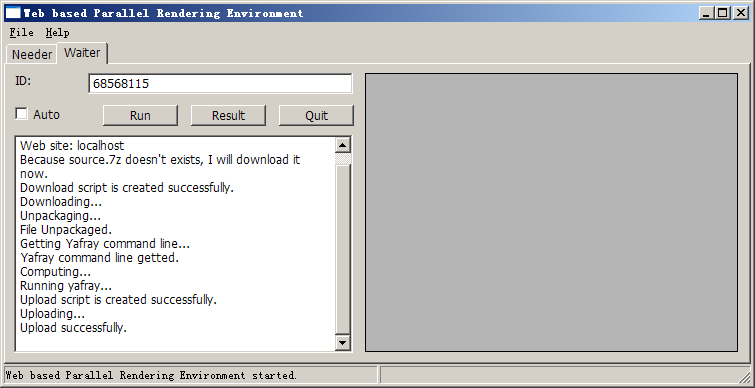 Web based Parallel Rendering Environment
File Help
Needer Waiter
ID: 68568115
Auto Run Result Quit
Web site: localhost
Because source.7z doesn't exists, I will download it
now.
Download script is created successfully.
Downloading...
Unpackaging...
File Unpackaged.
Getting Yafray command line...
Yafray command line getted.
Computing...
Running yafray...
Upload script is created successfully.
Uploading...
Upload successfully.
Web based Parallel Rendering Environment started.